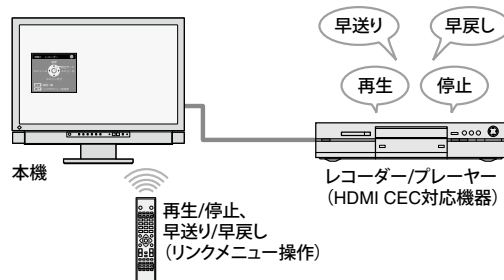 早送り
早戻し
再生
停止
本機
レコーダー/プレーヤー
（HDMI CEC対応機器）
再生/停止、
早送り/早戻し
（リンクメニュー操作）